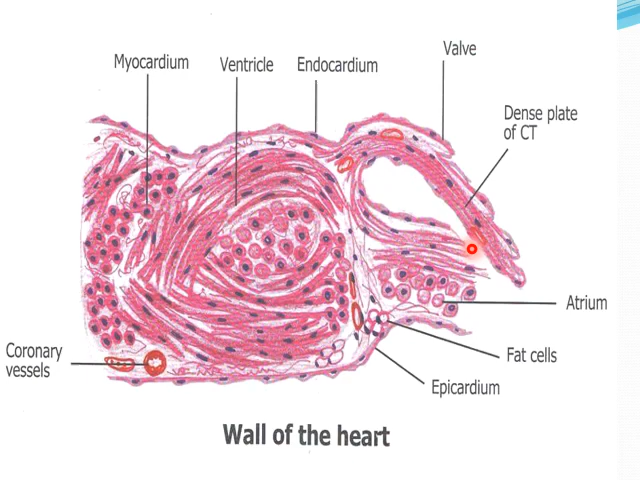 Valve
Myocardium
Ventricle
Endocardium
Dense plate
of CT
Atrium
Coronary
vessels
Fat cells
Epicardium
Wall of the heart